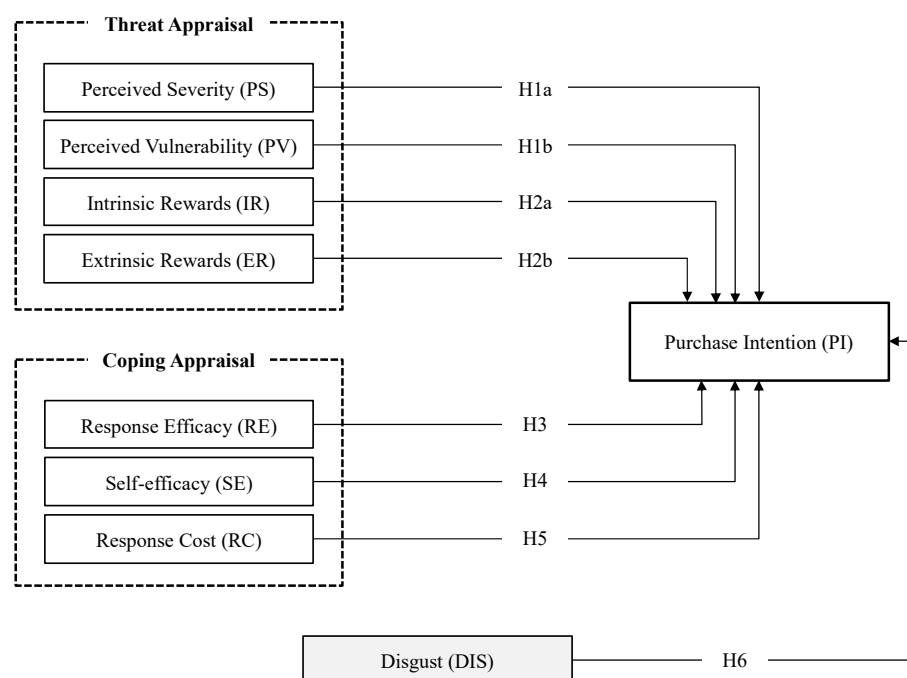 Threat Appraisal
Perceived Severity (PS)
H1a
Perceived Vulnerability (PV)
H1b
Intrinsic Rewards (IR)
H2a
Extrinsic Rewards (ER)
H2b
Purchase Intention (PI)
Coping Appraisal
Response Efficacy (RE)
H3
Self-efficacy (SE)
H4
Response Cost (RC)
H5
Disgust (DIS)
H6